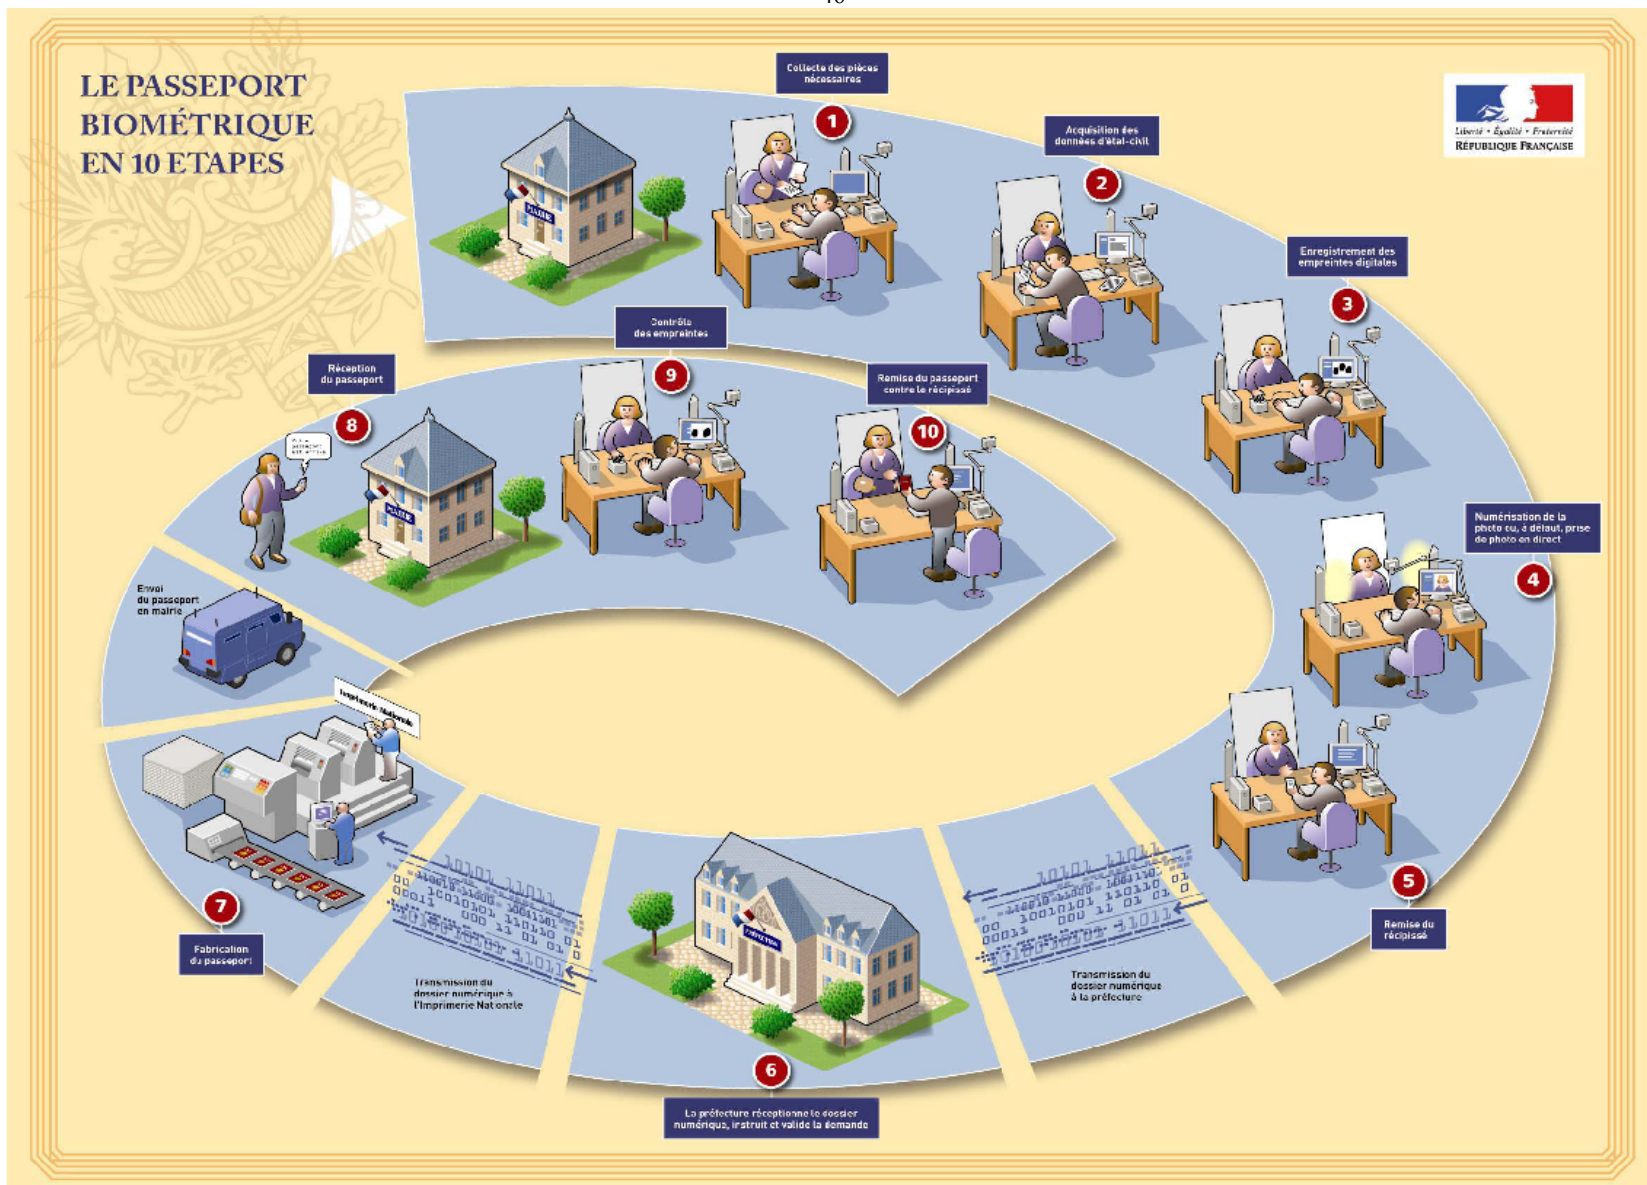 LE PASSEPORT
BIOMÉTRIQUE
EN 10 ETAPES
Liberté • Égalité • Fraternité
RÉPUBLIQUE FRANÇAISE
MAIRIE
Collecte des pièces
nécessaires
1
Acquisition des
données d'état-civil
2
Enregistrement des
empreintes digitales
3
Numérisation de la
photo ou, à défaut, prise
de photo en direct
4
5
Remise du
récipissé
Transmission du
dossier numérique
à la préfecture
PRÉFECTURE
6
La préfecture réceptionne le dossier
numérique, instruit et valide la demande
Transmission du
dossier numérique à
l'Imprimerie Nationale
Imprimerie Nationale
7
Fabrication
du passeport
Envoi
du passeport
en mairie
Réception
du passeport
8
MAIRIE
Contrôle
des empreintes
9
Remise du passeport
contre le récipissé
10